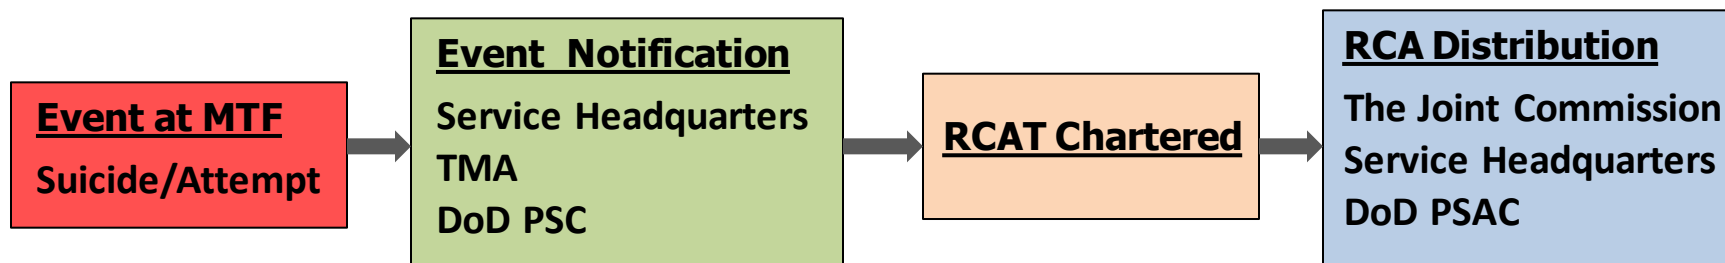 Event at MTF
Suicide/Attempt
Event Notification
Service Headquarters
TMA
DoD PSC
RCAT Chartered
RCA Distribution
The Joint Commission
Service Headquarters
DoD PSAC